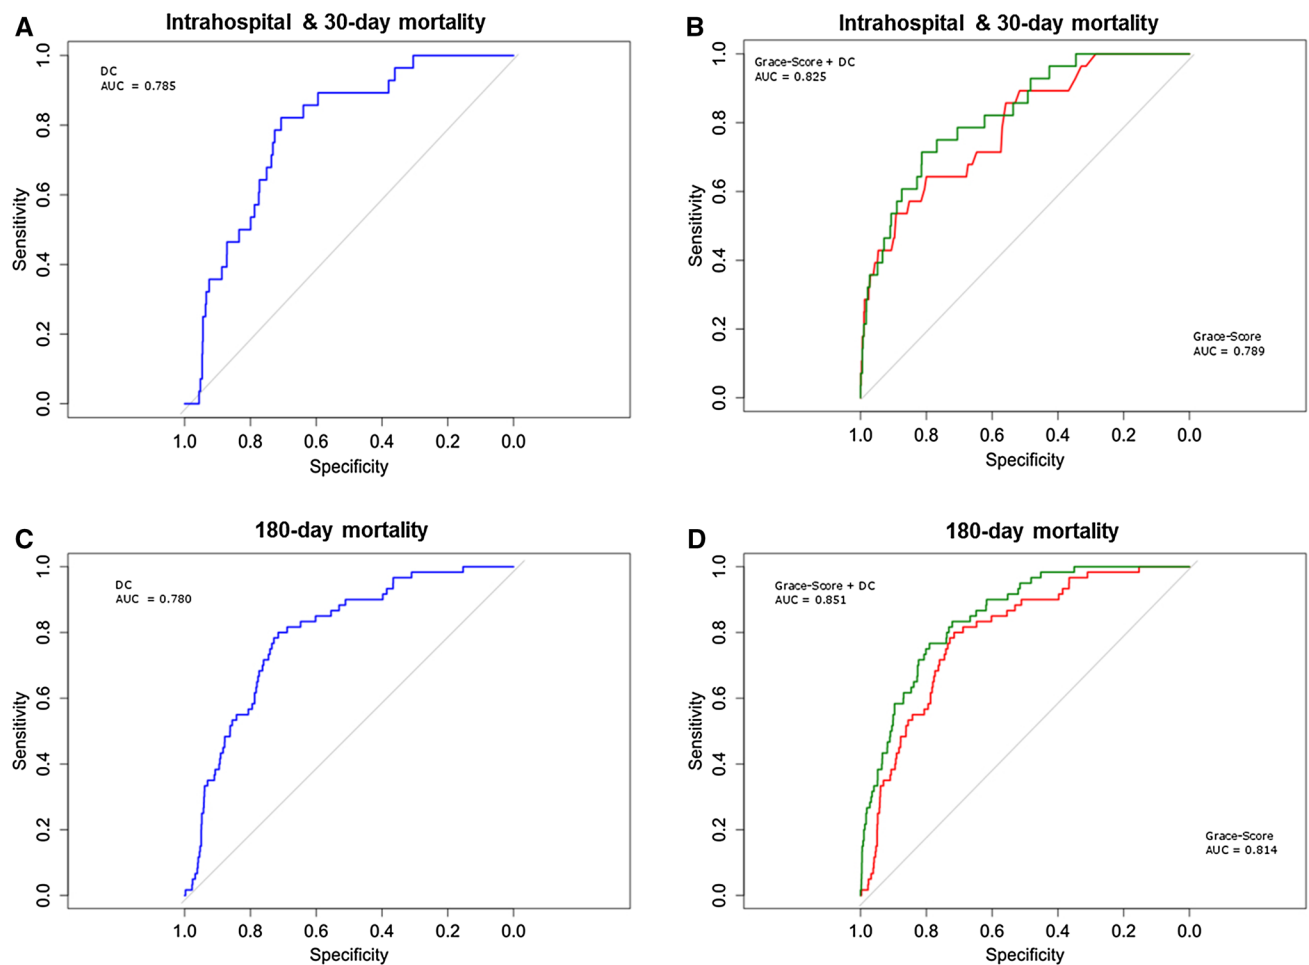 A
Intrahospital & 30-day mortality
DC
AUC = 0.785
Sensitivity
1.0
0.8
0.6
0.4
0.2
0.0
1.0 0.8 0.6 0.4 0.2 0.0
Specificity
B
Intrahospital & 30-day mortality
Grace-Score + DC
AUC = 0.825
Grace-Score
AUC = 0.789
Sensitivity
1.0
0.8
0.6
0.4
0.2
0.0
1.0 0.8 0.6 0.4 0.2 0.0
Specificity
C
180-day mortality
DC
AUC = 0.780
Sensitivity
1.0
0.8
0.6
0.4
0.2
0.0
1.0 0.8 0.6 0.4 0.2 0.0
Specificity
D
180-day mortality
Grace-Score + DC
AUC = 0.851
Grace-Score
AUC = 0.814
Sensitivity
1.0
0.8
0.6
0.4
0.2
0.0
1.0 0.8 0.6 0.4 0.2 0.0
Specificity